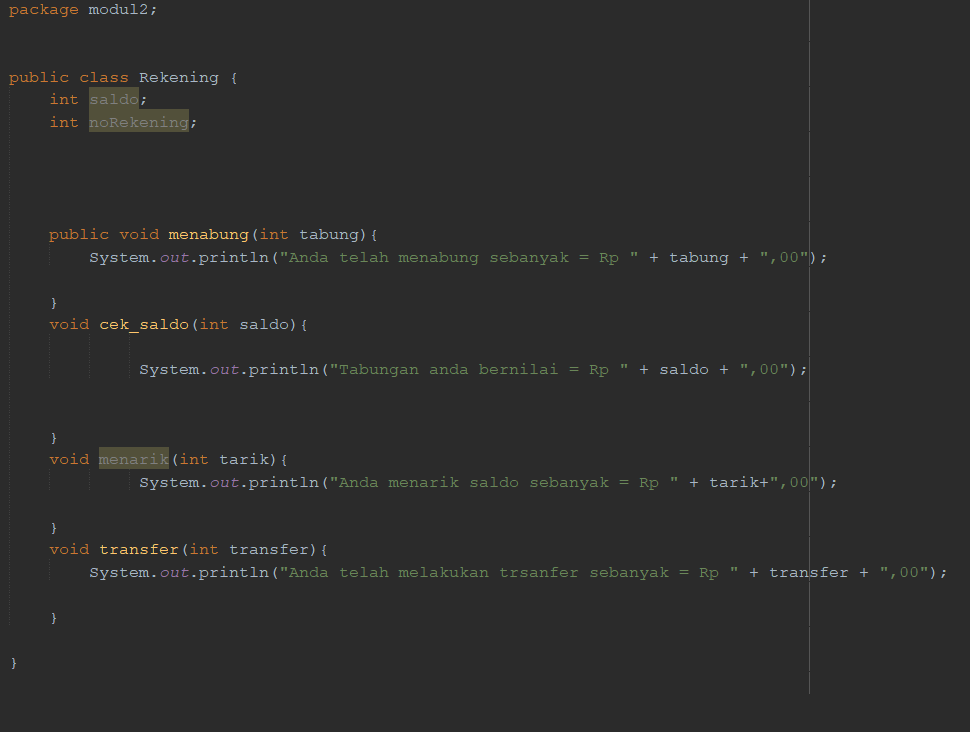 package modul2;
public class Rekening {
int saldo;
int noRekening;
public void menabung(int tabung){
System.out.println("Anda telah menabung sebanyak = Rp " + tabung + ",00");
}
void cek_saldo(int saldo){
System.out.println("Tabungan anda bernilai = Rp " + saldo + ",00");
}
void menarik(int tarik){
System.out.println("Anda menarik saldo sebanyak = Rp " + tarik+",00");
}
void transfer(int transfer){
System.out.println("Anda telah melakukan trsanfer sebanyak = Rp " + transfer + ",00");
}
}